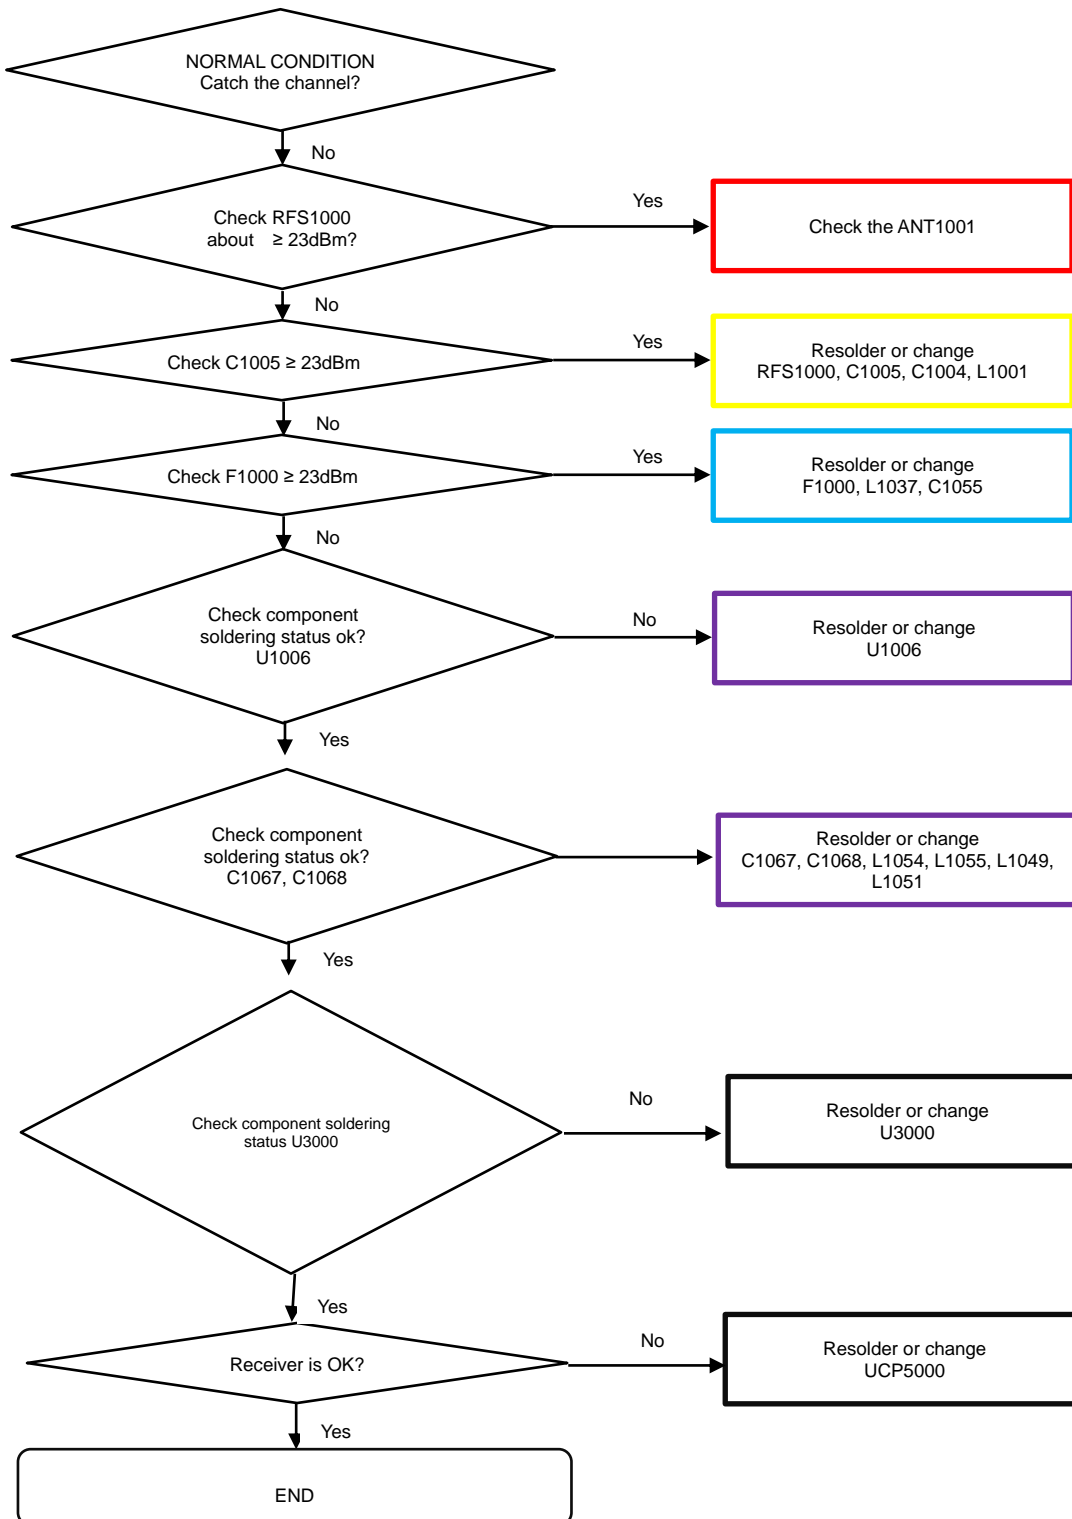 NORMAL CONDITION
Catch the channel?
No
Check RFS1000
about ≥ 23dBm?
Yes
Check the ANT1001
No
Check C1005 ≥ 23dBm
Yes
Resolder or change
RFS1000, C1005, C1004, L1001
No
Check F1000 ≥ 23dBm
Yes
Resolder or change
F1000, L1037, C1055
No
Check component
soldering status ok?
U1006
No
Resolder or change
U1006
Yes
Check component
soldering status ok?
C1067, C1068
Resolder or change
C1067, C1068, L1054, L1055, L1049,
L1051
Yes
Check component soldering
status U3000
No
Resolder or change
U3000
Yes
Receiver is OK?
No
Resolder or change
UCP5000
Yes
END